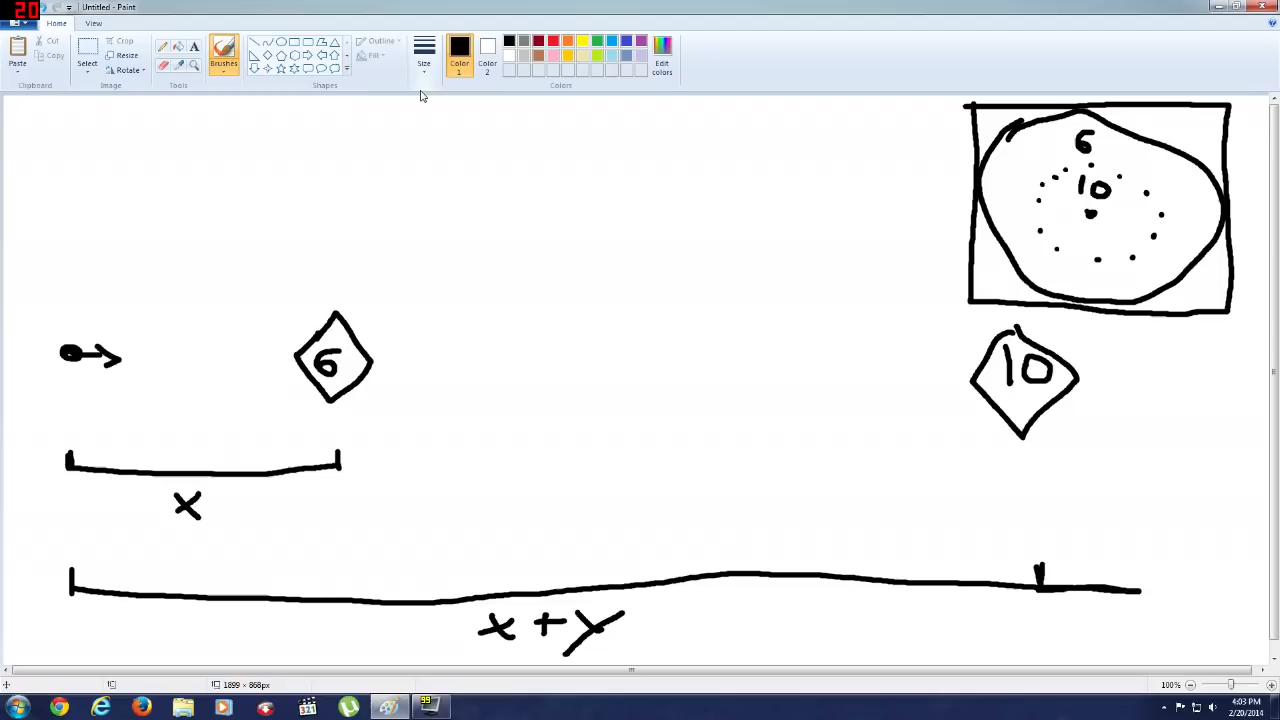 20
Untitled - Paint
Home View
Paste
Cut
Copy
Clipboard
Select
Crop
Resize
Rotate
Image
A
Tools
Brushes
Outline
Fill
Shapes
Size
Color 1
Color 2
Edit colors
Colors
6
10
6
10
x
x + y
1899 × 868px
100%
321
99
4:03 PM
2/20/2014